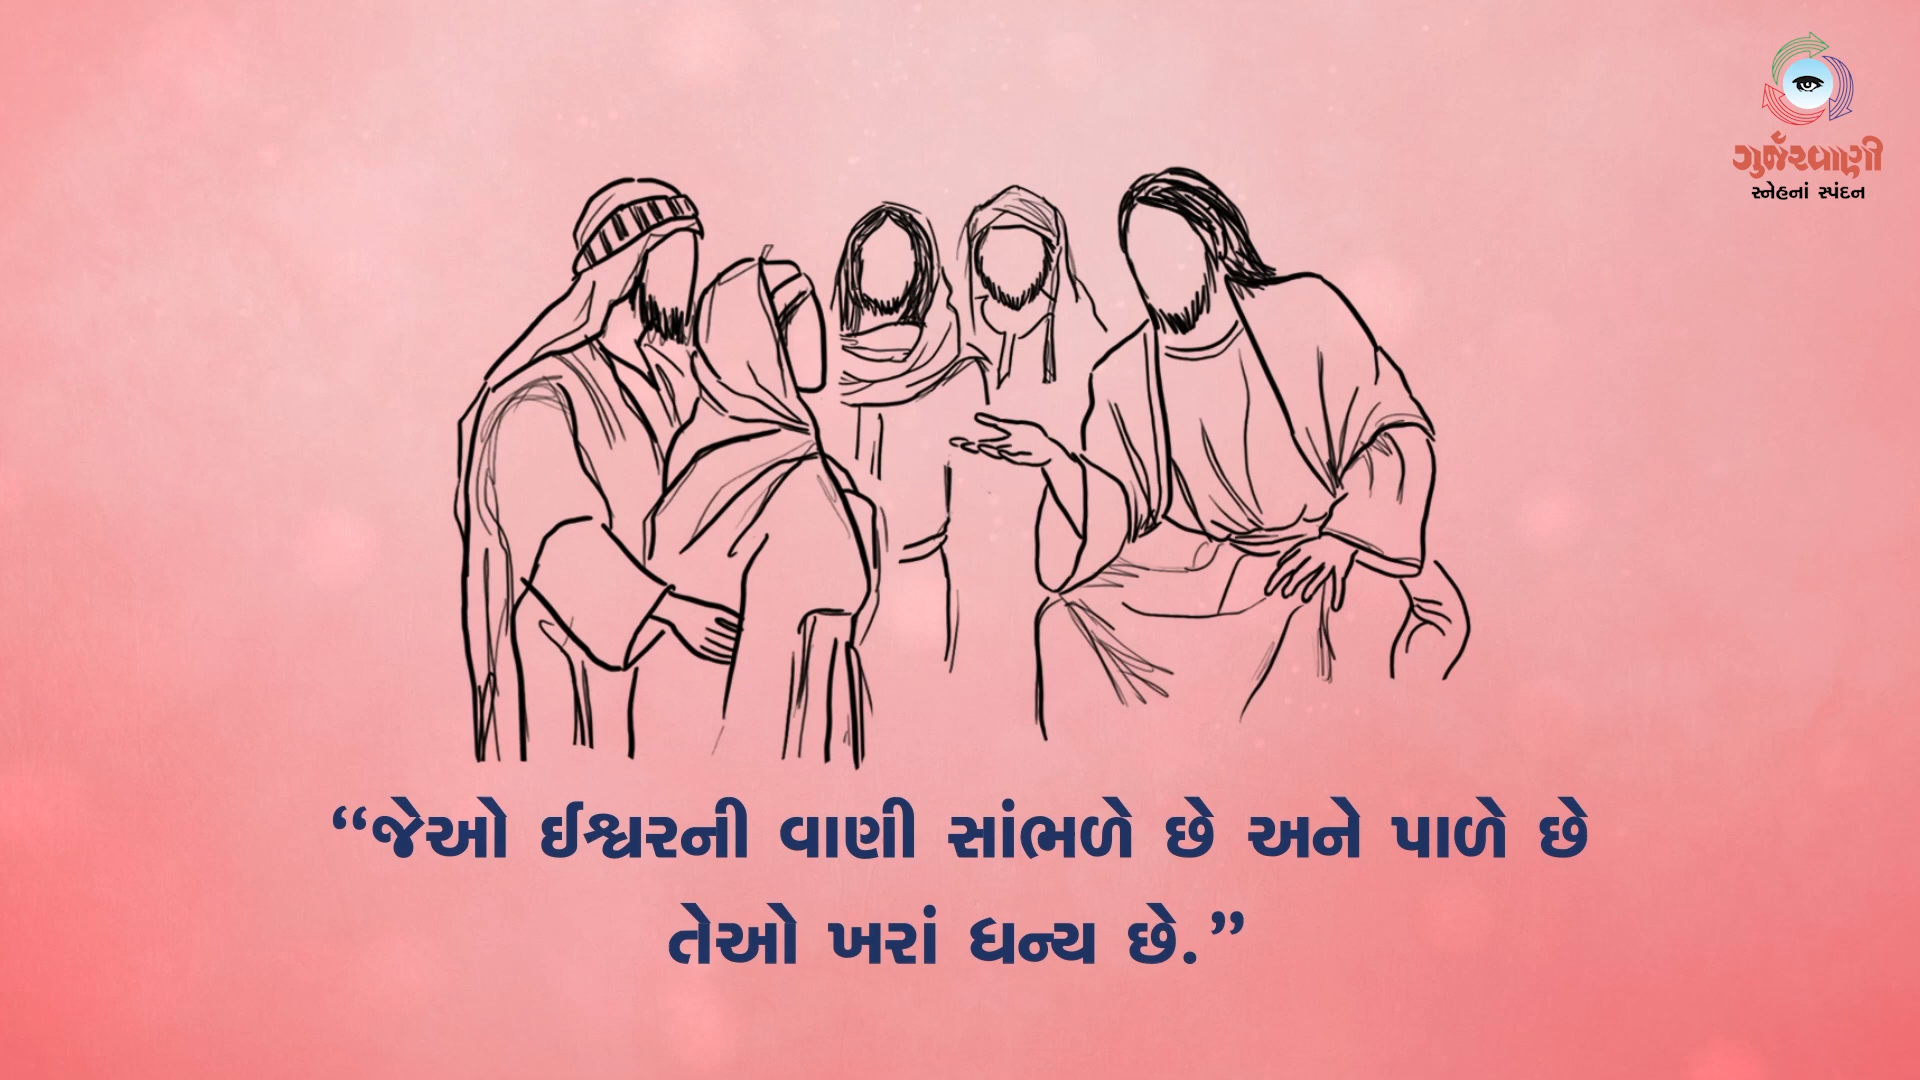 ગુર્જરવાણી
સ્નેહનાં સ્પંદન
“જેઓ ઈશ્વરની વાણી સાંભળે છે અને પાળે છે
તેઓ ખરાં ધન્ય છે.”